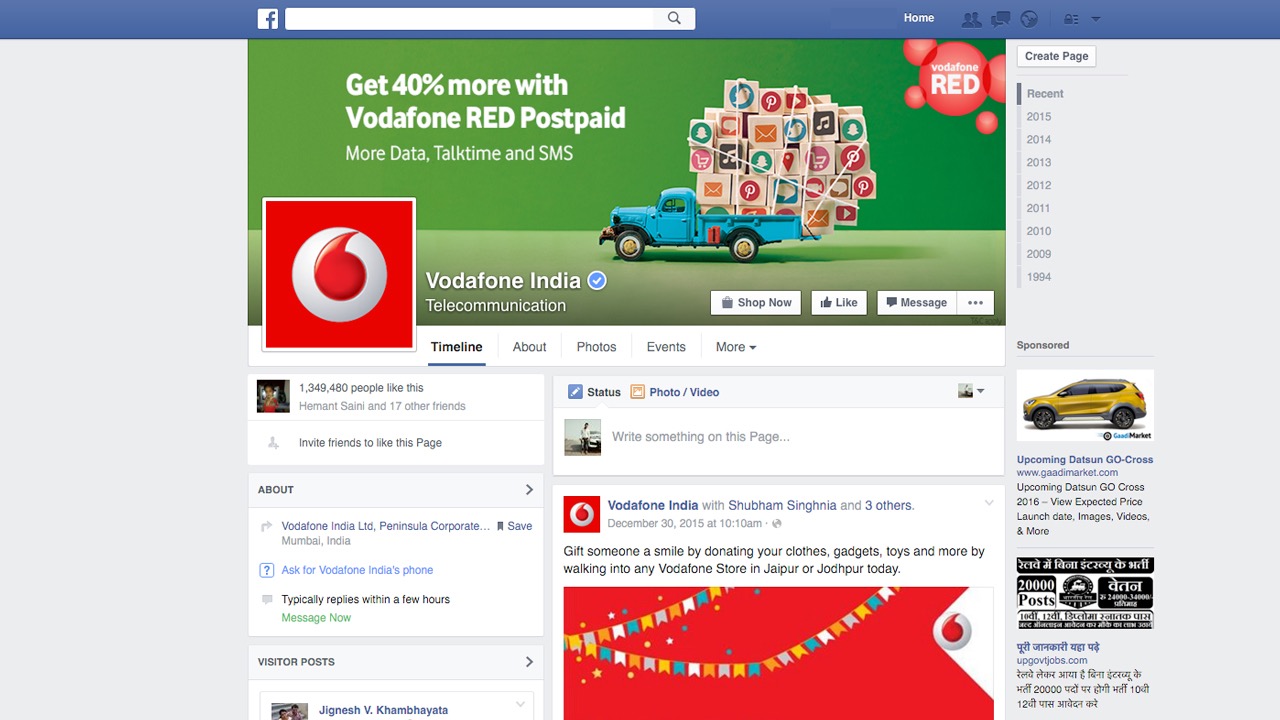 Home
Get 40% more with
Vodafone RED Postpaid
More Data, Talktime and SMS
vodafone
RED
Vodafone India
Telecommunication
Shop Now
Like
Message
Timeline
About
Photos
Events
More
Create Page
Recent
2015
2014
2013
2012
2011
2010
2009
1994
1,349,480 people like this
Hemant Saini and 17 other friends
Invite friends to like this Page
ABOUT
Vodafone India Ltd, Peninsula Corporate... Save
Mumbai, India
? Ask for Vodafone India's phone
Typically replies within a few hours
Message Now
VISITOR POSTS
Jignesh V. Khambhayata
Status Photo / Video
Write something on this Page...
Vodafone India with Shubham Singhnia and 3 others.
December 30, 2015 at 10:10am ·
Gift someone a smile by donating your clothes, gadgets, toys and more by
walking into any Vodafone Store in Jaipur or Jodhpur today.
Sponsored
GaadiMarket
Upcoming Datsun GO-Cross
www.gaadimarket.com
Upcoming Datsun GO Cross
2016 – View Expected Price
Launch date, Images, Videos,
& More
रेलवे में बिना इंटरव्यू के भर्ती
20000
Posts
वेतन
रु 24000-34000/-
प्रतिमाह
10वीं, 12वीं, डिप्लोमा स्नातक पास
पूरी जानकारी यहा पढ़े
upgovtjobs.com
रेलवे लेकर आया है बिना इंटरव्यू के
भर्ती 20000 पदों पर होगी भर्ती 10वी
12वी पास आवेदन करे